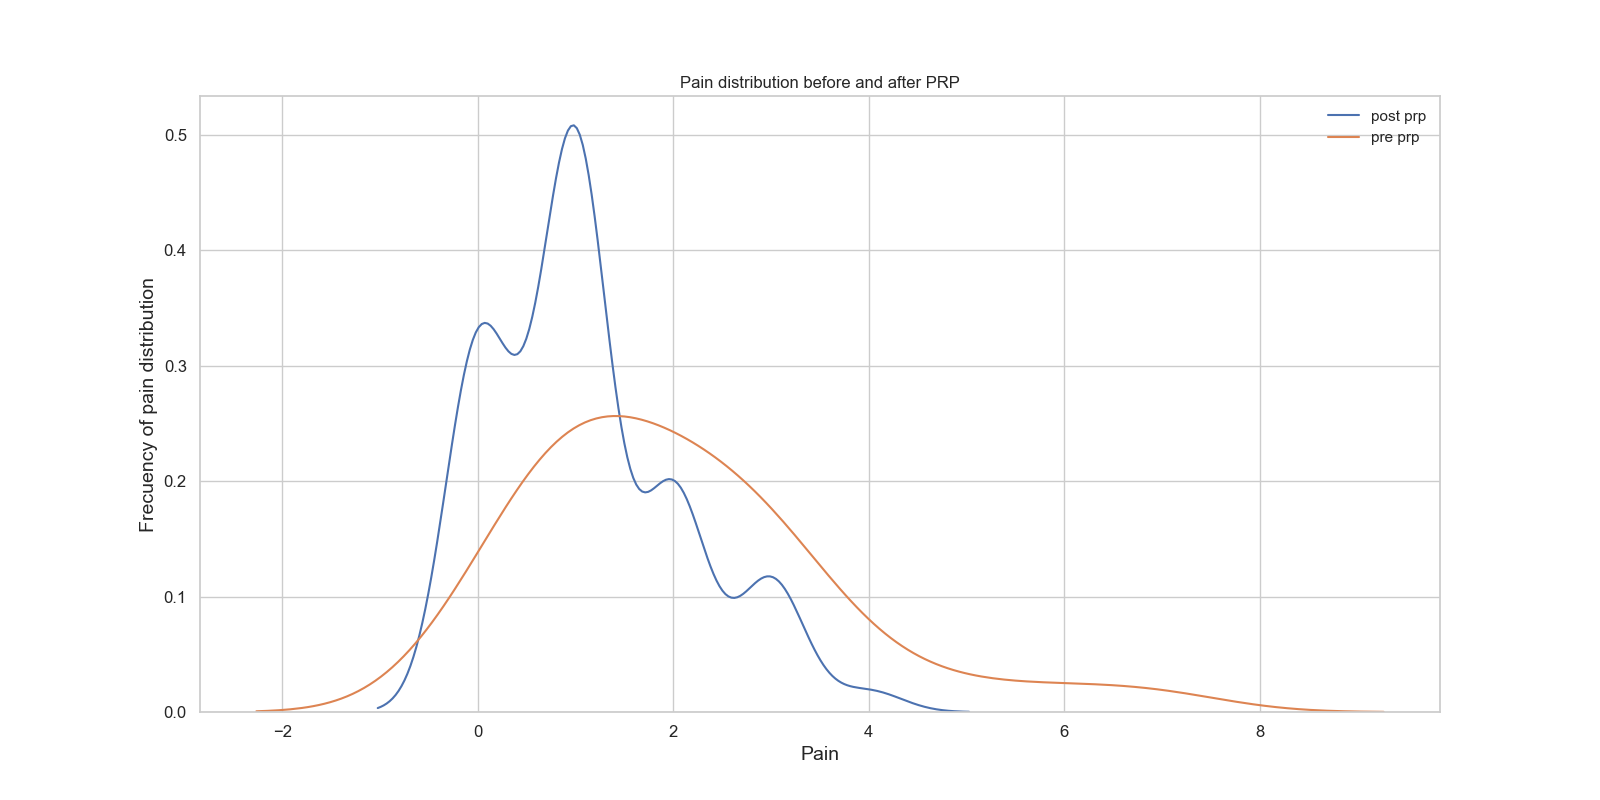 Pain distribution before and after PRP
post prp
pre prp
0.5
0.4
0.3
0.2
0.1
0.0
Frecuency of pain distribution
−2
0
2
4
6
8
Pain